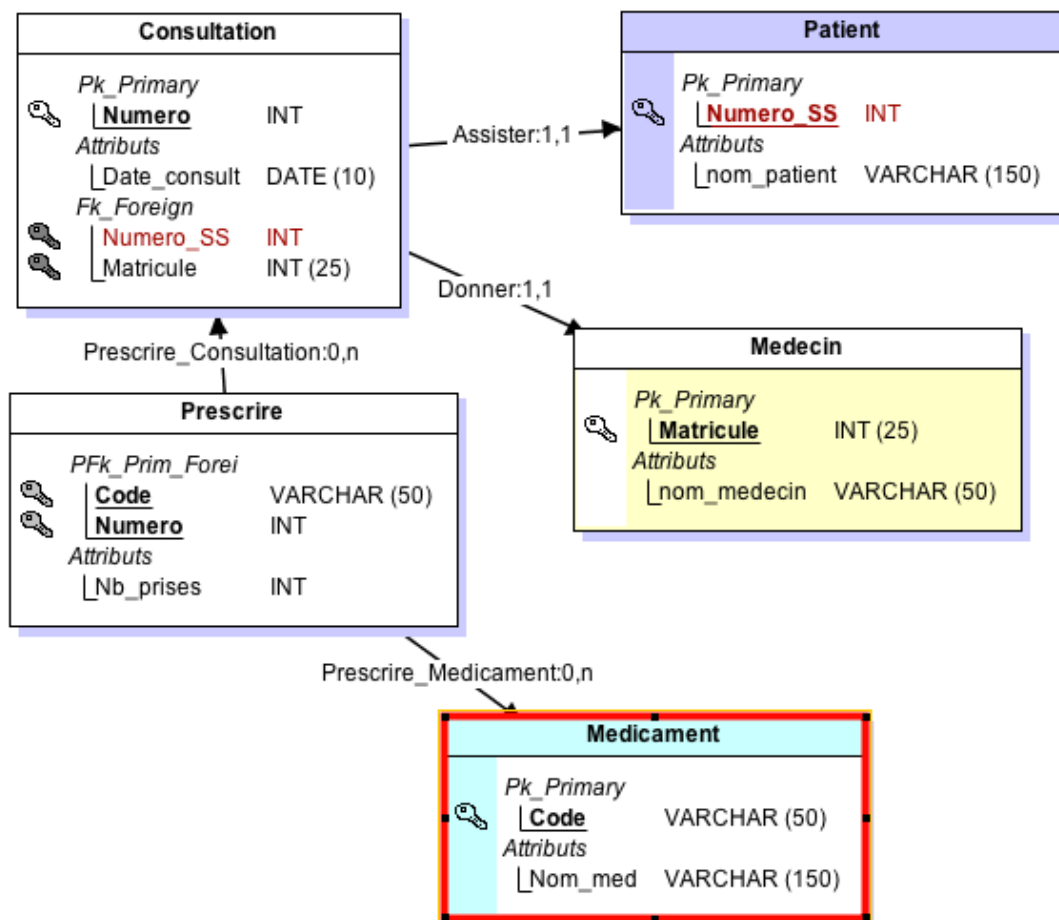 Consultation
Pk_Primary
Numero INT
Attributs
Date_consult DATE (10)
Fk_Foreign
Numero_SS INT
Matricule INT (25)
Patient
Pk_Primary
Numero_SS INT
Attributs
nom_patient VARCHAR (150)
Assister:1,1
Donner:1,1
Prescrire_Consultation:0,n
Medecin
Pk_Primary
Matricule INT (25)
Attributs
nom_medecin VARCHAR (50)
Prescrire
PFk_Prim_Forei
Code VARCHAR (50)
Numero INT
Attributs
Nb_prises INT
Prescrire_Medicament:0,n
Medicament
Pk_Primary
Code VARCHAR (50)
Attributs
Nom_med VARCHAR (150)